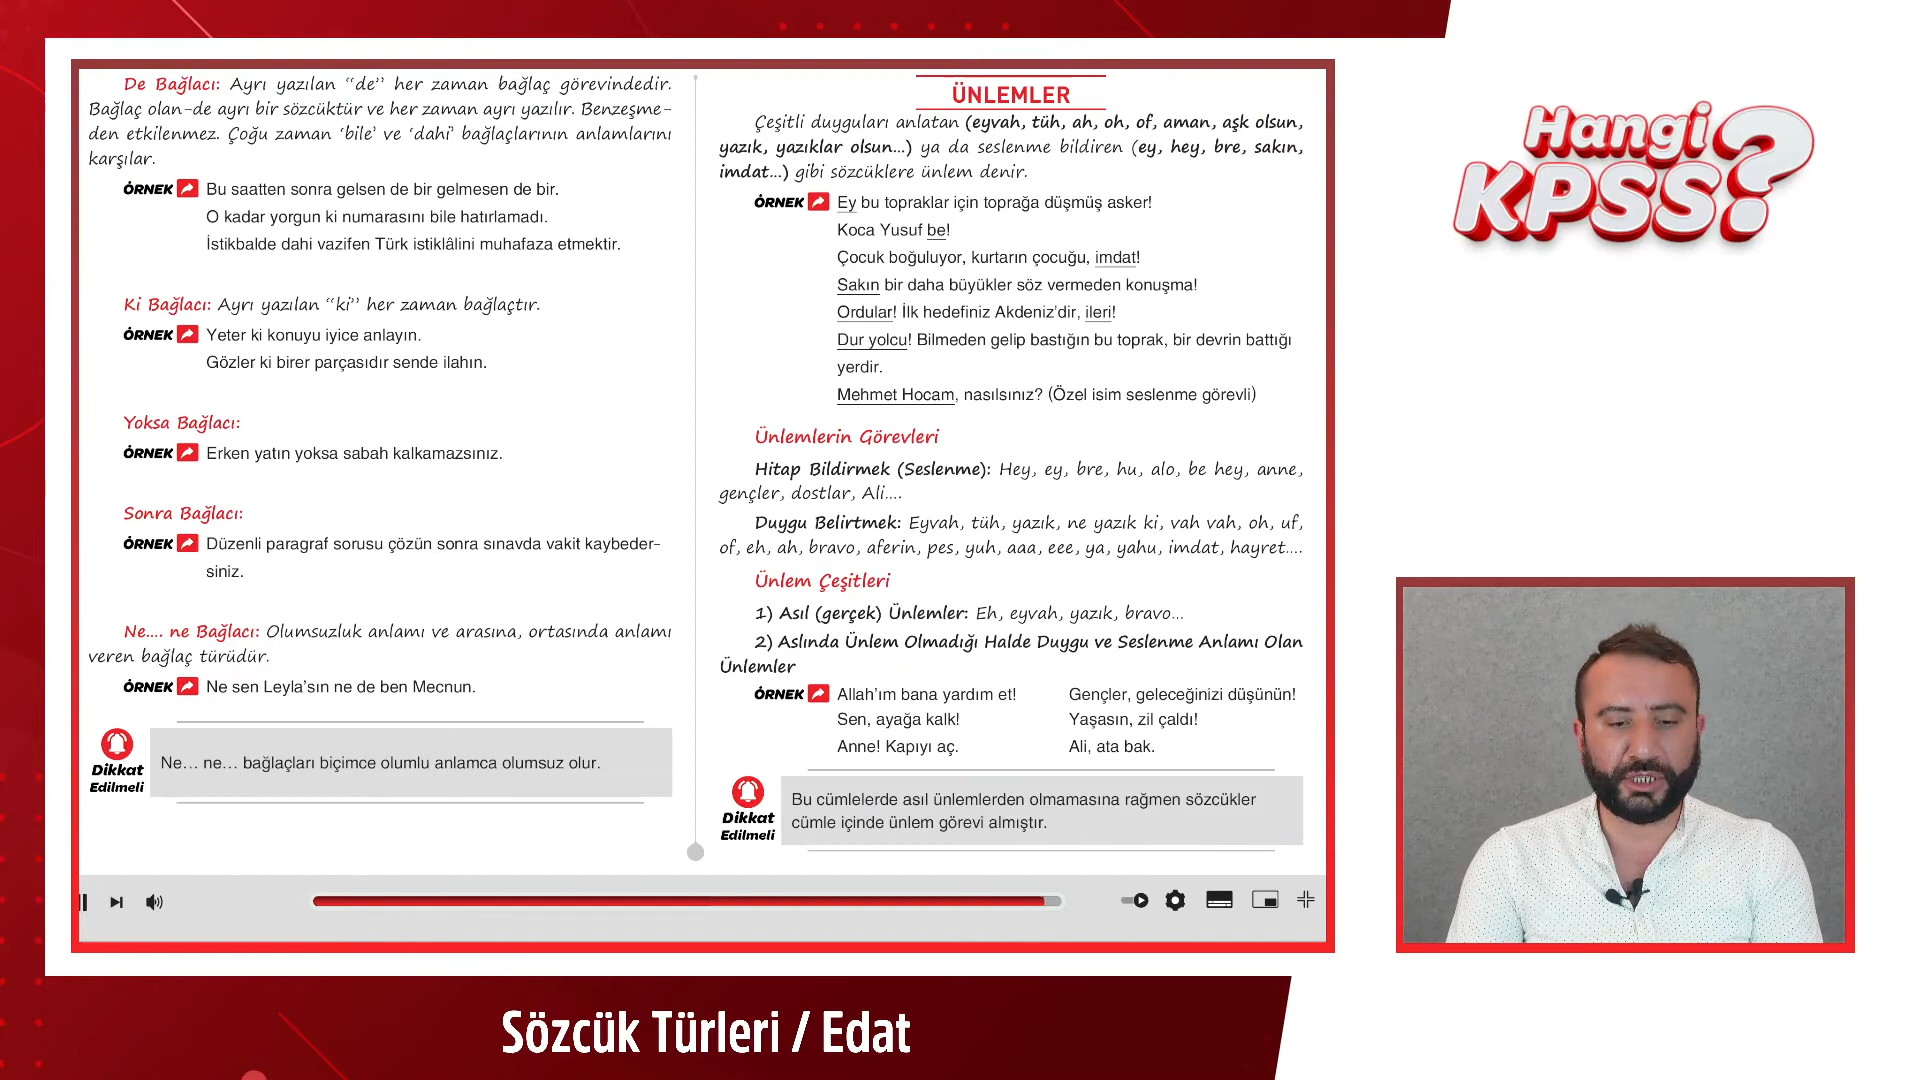 De Bağlacı: Ayrı yazılan “de” her zaman bağlaç görevindedir.
Bağlaç olan-de ayrı bir sözcüktür ve her zaman ayrı yazılır. Benzeşme-
den etkilenmez. Çoğu zaman ‘bile’ ve ‘dahi’ bağlaçlarının anlamlarını
karşılar.
ÖRNEK Bu saatten sonra gelsen de bir gelmesen de bir.
O kadar yorgun ki numarasını bile hatırlamadı.
İstikbalde dahi vazifen Türk istiklâlini muhafaza etmektir.
Ki Bağlacı: Ayrı yazılan “ki” her zaman bağlaçtır.
ÖRNEK Yeter ki konuyu iyice anlayın.
Gözler ki birer parçasıdır sende ilahın.
Yoksa Bağlacı:
ÖRNEK Erken yatın yoksa sabah kalkamazsınız.
Sonra Bağlacı:
ÖRNEK Düzenli paragraf sorusu çözün sonra sınavda vakit kaybeder-
siniz.
Ne.... ne Bağlacı: Olumsuzluk anlamı ve arasına, ortasında anlamı
veren bağlaç türüdür.
ÖRNEK Ne sen Leyla’sın ne de ben Mecnun.
Dikkat
Edilmeli
Ne… ne… bağlaçları biçimce olumlu anlamca olumsuz olur.
ÜNLEMLER
Çeşitli duyguları anlatan (eyvah, tüh, ah, oh, of, aman, aşk olsun,
yazık, yazıklar olsun...) ya da seslenme bildiren (ey, hey, bre, sakın,
imdat...) gibi sözcüklere ünlem denir.
ÖRNEK Ey bu topraklar için toprağa düşmüş asker!
Koca Yusuf be!
Çocuk boğuluyor, kurtarın çocuğu, imdat!
Sakın bir daha büyükler söz vermeden konuşma!
Ordular! İlk hedefiniz Akdeniz’dir, ileri!
Dur yolcu! Bilmeden gelip bastığın bu toprak, bir devrin battığı
yerdir.
Mehmet Hocam, nasılsınız? (Özel isim seslenme görevli)
Ünlemlerin Görevleri
Hitap Bildirmek (Seslenme): Hey, ey, bre, hu, alo, be hey, anne,
gençler, dostlar, Ali....
Duygu Belirtmek: Eyvah, tüh, yazık, ne yazık ki, vah vah, oh, uf,
of, eh, ah, bravo, aferin, pes, yuh, aaa, eee, ya, yahu, imdat, hayret....
Ünlem Çeşitleri
1) Asıl (gerçek) Ünlemler: Eh, eyvah, yazık, bravo...
2) Aslında Ünlem Olmadığı Halde Duygu ve Seslenme Anlamı Olan
Ünlemler
ÖRNEK Allah’ım bana yardım et! Gençler, geleceğinizi düşünün!
Sen, ayağa kalk! Yaşasın, zil çaldı!
Anne! Kapıyı aç. Ali, ata bak.
Dikkat
Edilmeli
Bu cümlelerde asıl ünlemlerden olmamasına rağmen sözcükler
cümle içinde ünlem görevi almıştır.
Hangi
KPSS?
Sözcük Türleri / Edat